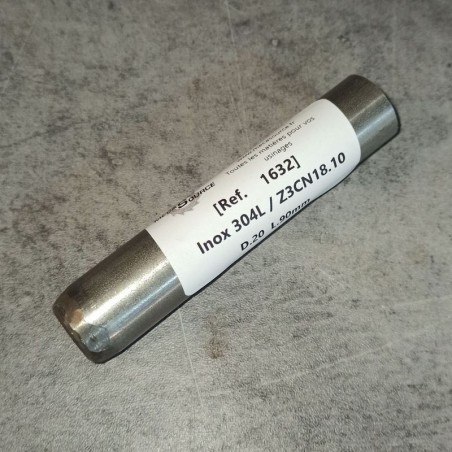 Toutes les matières pour vos
usinages
[Ref. 1632]
Inox 304L / Z3CN18.10
D.20 L.90mm